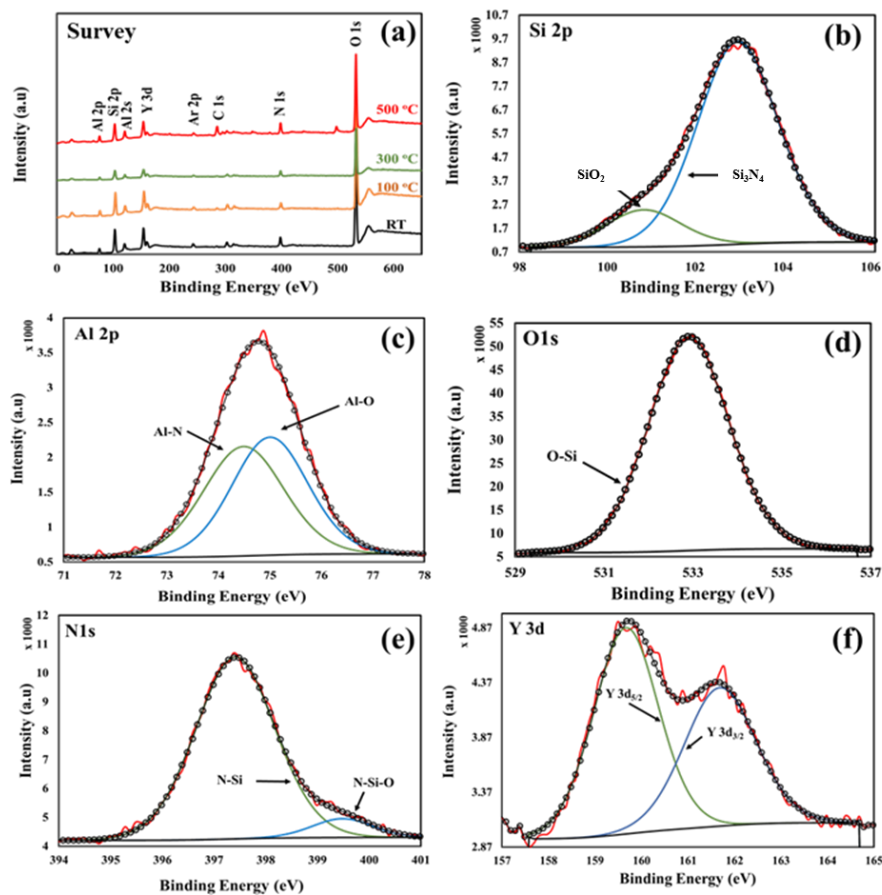 Survey
(a)
O 1s
Al 2p
Si 2p
Al 2s
Y 3d
Ar 2p
C 1s
N 1s
500 °C
300 °C
100 °C
RT
Intensity (a.u)
0 100 200 300 400 500 600
Binding Energy (eV)
x 1000
Si 2p
(b)
10.7
9.7
8.7
7.7
6.7
5.7
4.7
3.7
2.7
1.7
0.7
SiO₂
Si₃N₄
Intensity (a.u)
98 100 102 104 106
Binding Energy (eV)
x 1000
Al 2p
(c)
4
3.5
3
2.5
2
1.5
1
0.5
Al-N
Al-O
Intensity (a.u)
71 72 73 74 75 76 77 78
Binding Energy (eV)
x 1000
O1s
(d)
55
50
45
40
35
30
25
20
15
10
5
O-Si
Intensity (a.u)
529 531 533 535 537
Binding Energy (eV)
x 1000
N1s
(e)
12
11
10
9
8
7
6
5
4
N-Si
N-Si-O
Intensity (a.u)
394 395 396 397 398 399 400 401
Binding Energy (eV)
x 1000
Y 3d
(f)
4.87
4.37
3.87
3.37
2.87
Y 3d₅/₂
Y 3d₃/₂
Intensity (a.u)
157 158 159 160 161 162 163 164 165
Binding Energy (eV)